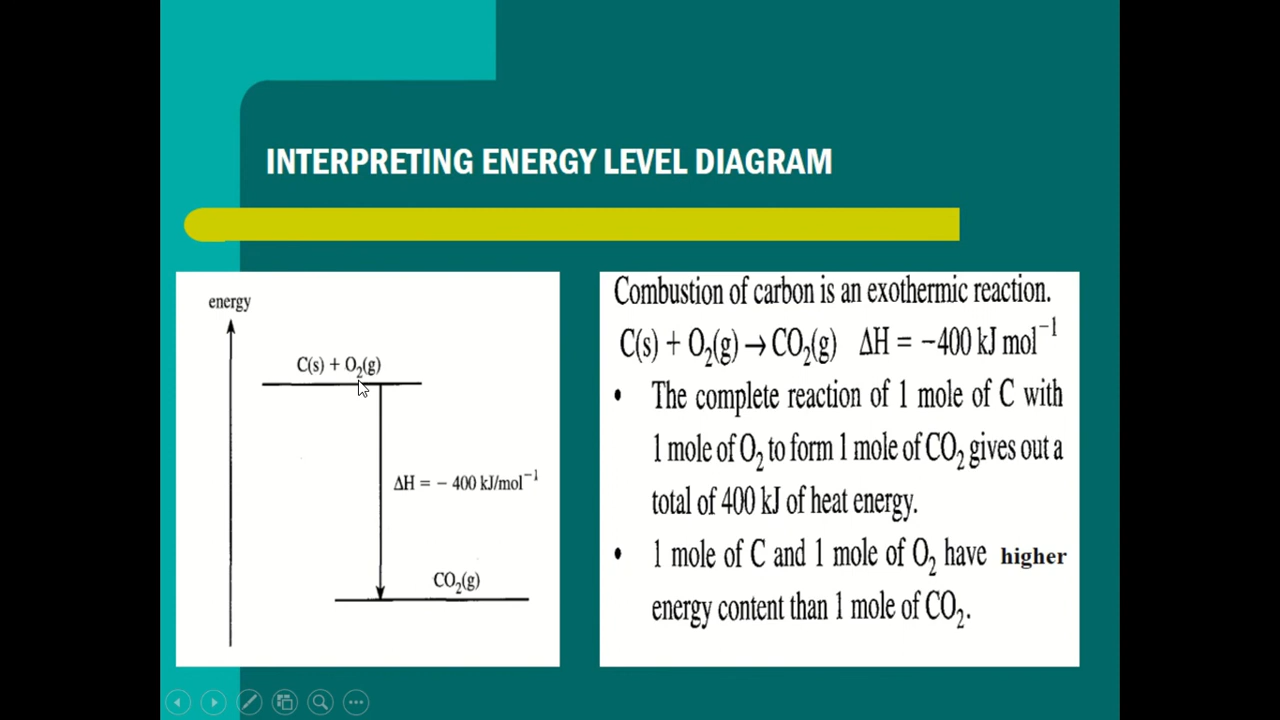 INTERPRETING ENERGY LEVEL DIAGRAM
energy
C(s) + O₂(g)
ΔH = − 400 kJ/mol⁻¹
CO₂(g)
Combustion of carbon is an exothermic reaction.
C(s) + O₂(g) → CO₂(g) ΔH = −400 kJ mol⁻¹
• The complete reaction of 1 mole of C with
1 mole of O₂ to form 1 mole of CO₂ gives out a
total of 400 kJ of heat energy.
• 1 mole of C and 1 mole of O₂ have higher
energy content than 1 mole of CO₂.